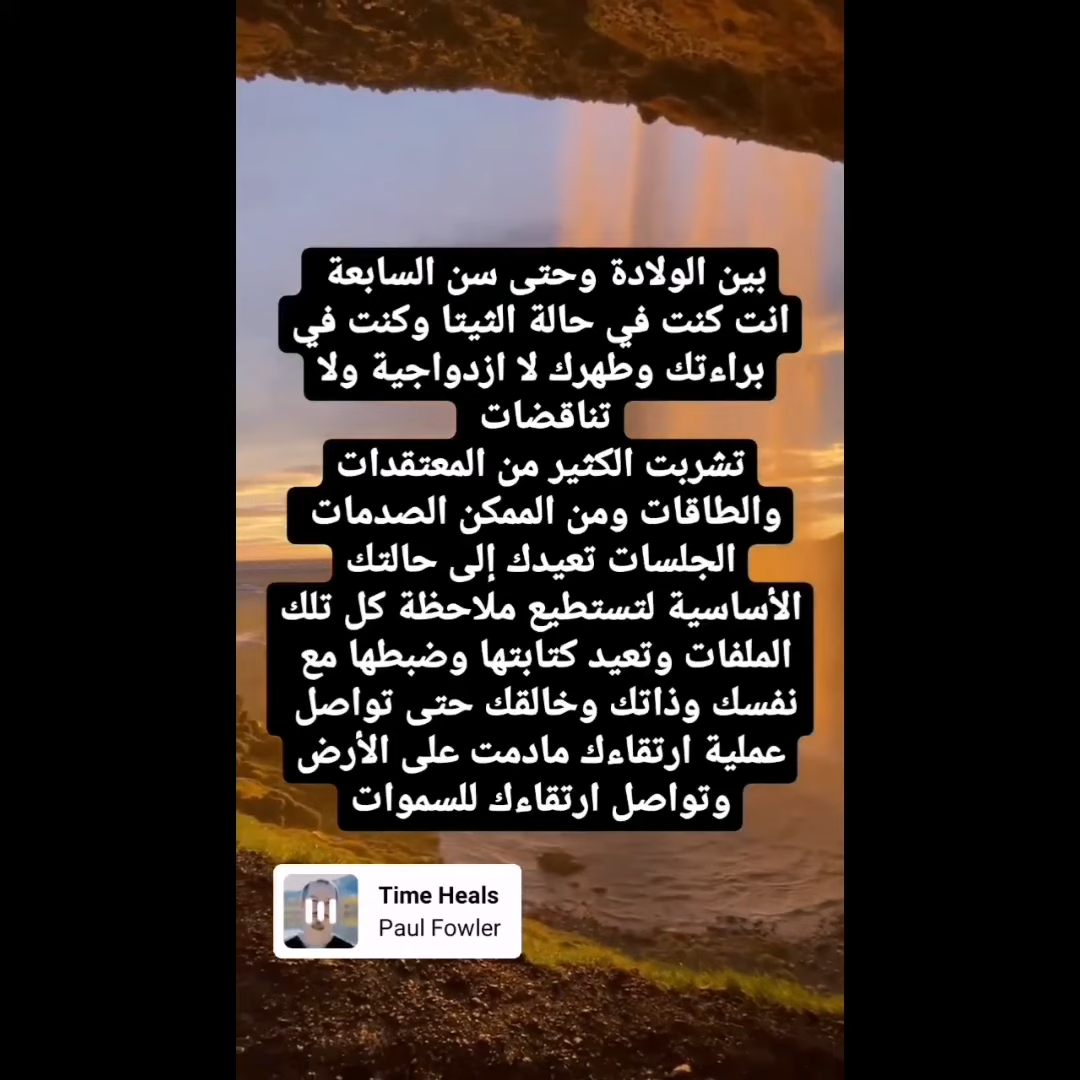 بين الولادة وحتى سن السابعة
انت كنت في حالة الثيتا وكنت في
براءتك وطهرك لا ازدواجية ولا
تناقضات
تشربت الكثير من المعتقدات
والطاقات ومن الممكن الصدمات
الجلسات تعيدك إلى حالتك
الأساسية لتستطيع ملاحظة كل تلك
الملفات وتعيد كتابتها وضبطها مع
نفسك وذاتك وخالقك حتى تواصل
عملية ارتقاءك مادمت على الأرض
وتواصل ارتقاءك للسموات
Time Heals
Paul Fowler